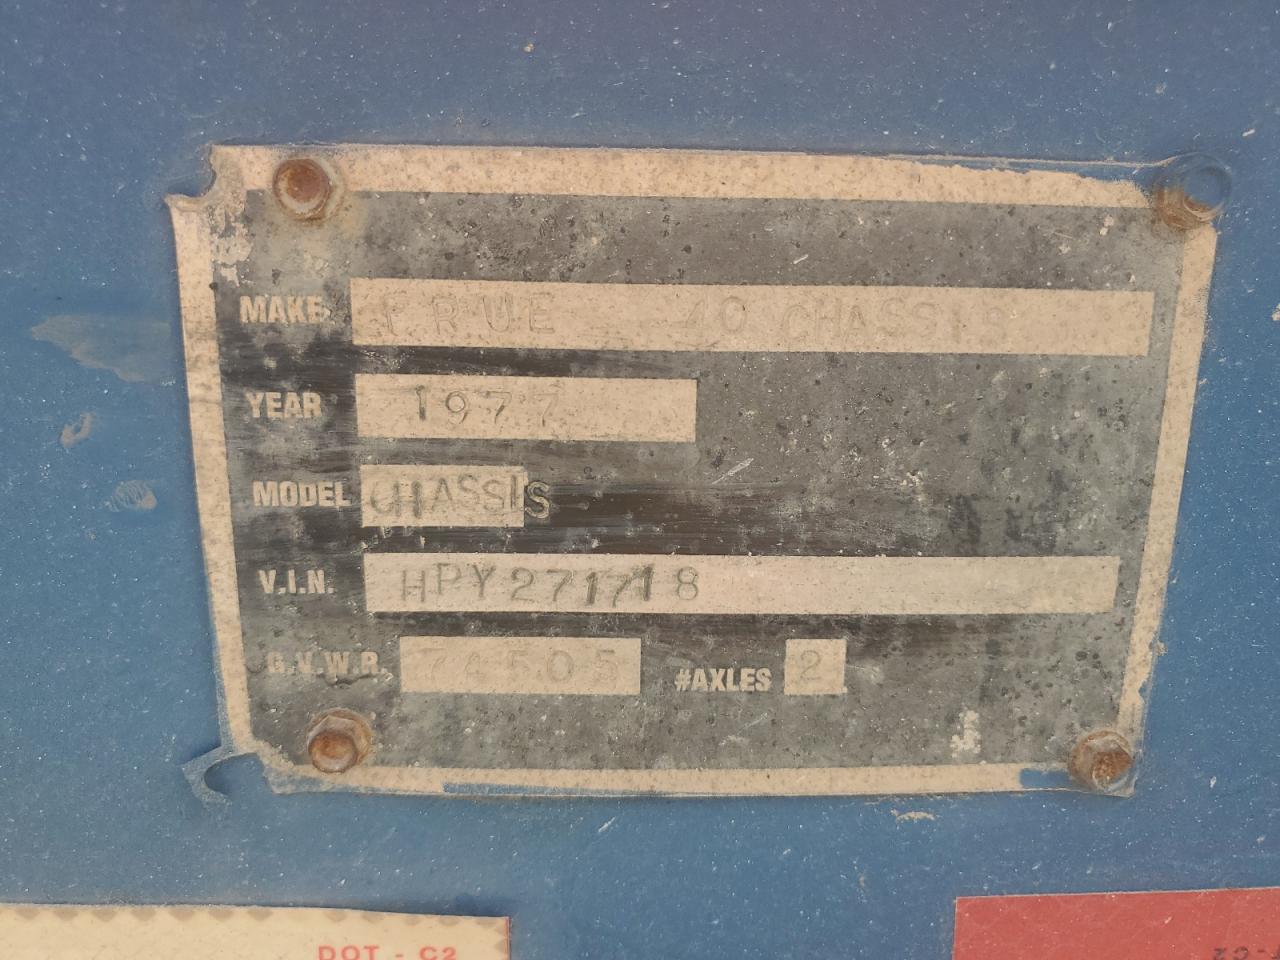 MAKE FRUE 40 CHASSIS
YEAR 1977
MODEL CHASSIS
V.I.N. HPY271718
G.V.W.R. 74505 #AXLES 2
DOT - C2